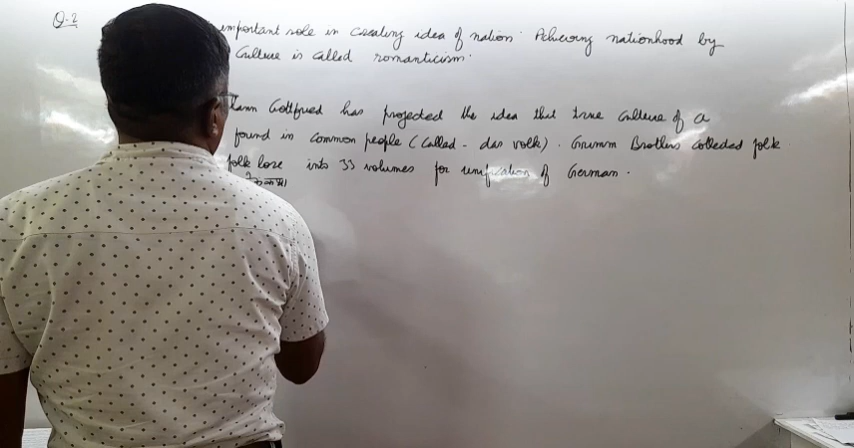 Q-2
important role in creating idea of nation. Achieving nationhood by
Culture is called romanticism.
Gottfried has projected the idea that true culture of a
found in common people (called - das volk). Grimm Brothers collected folk
folk lore into 33 volumes for unification of German.